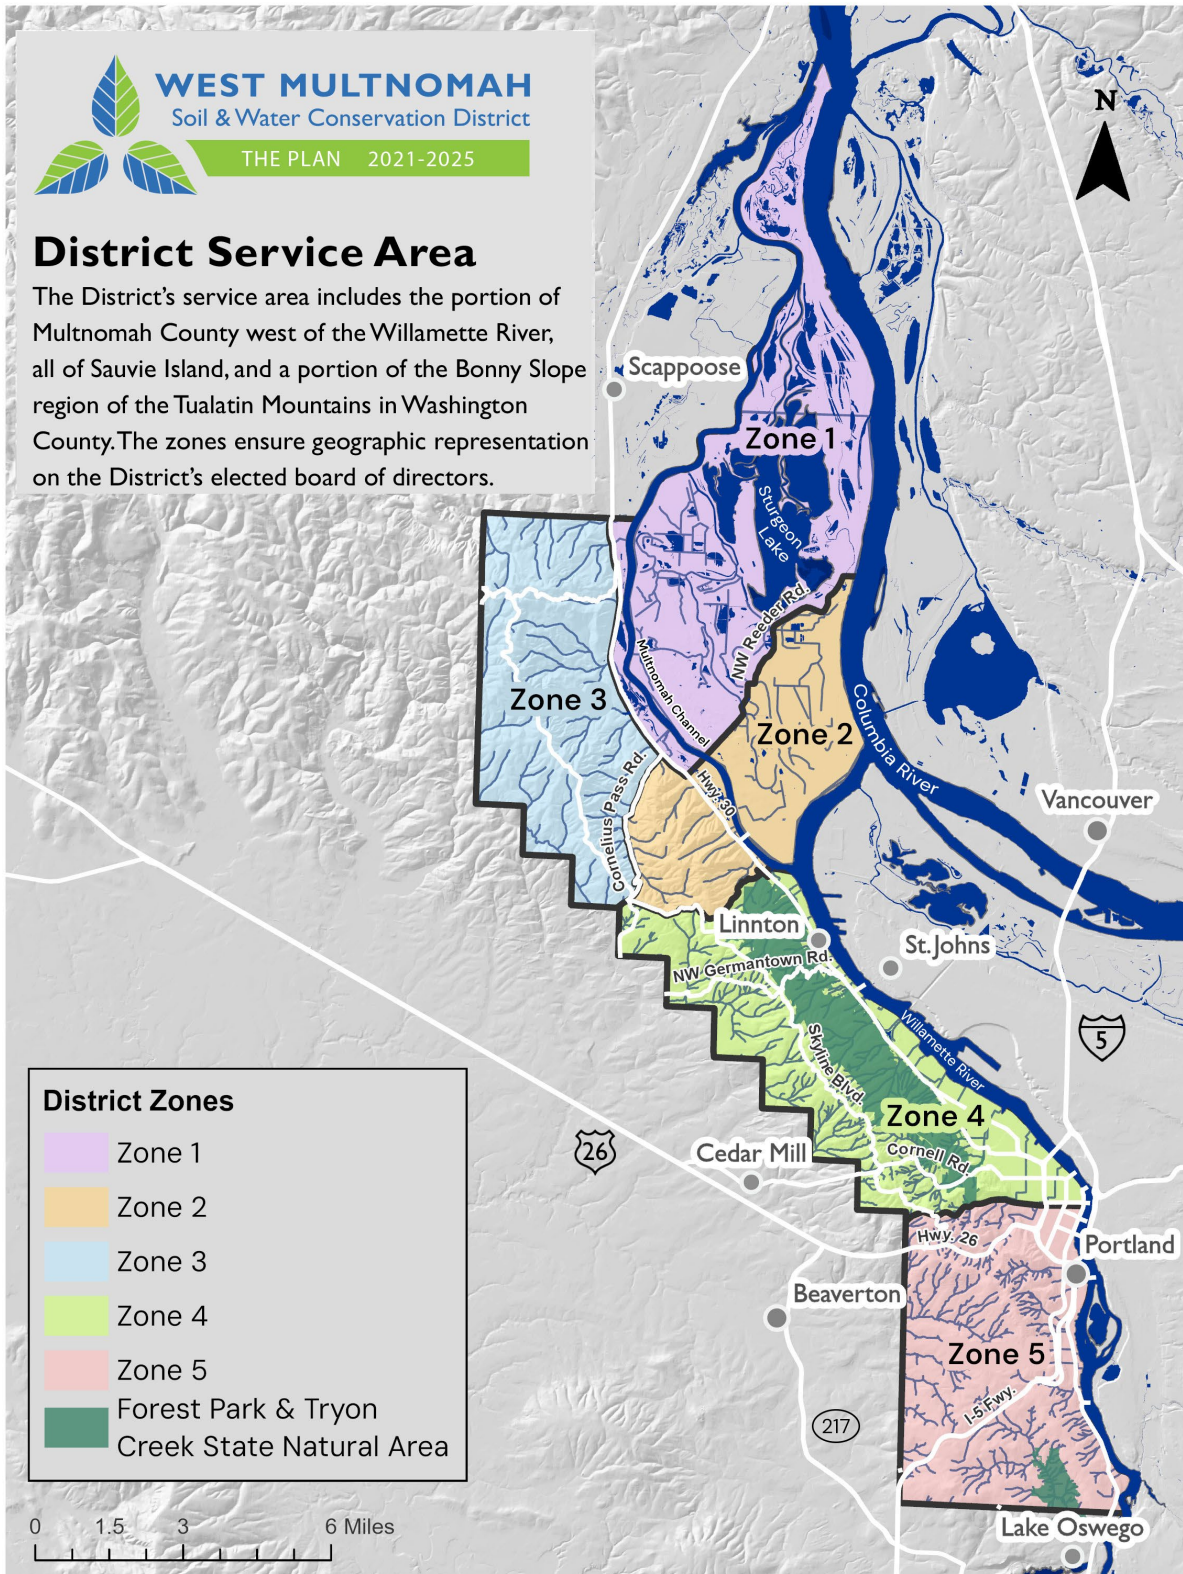 WEST MULTNOMAH
Soil & Water Conservation District
THE PLAN 2021-2025
District Service Area
The District's service area includes the portion of
Multnomah County west of the Willamette River,
all of Sauvie Island, and a portion of the Bonny Slope
region of the Tualatin Mountains in Washington
County. The zones ensure geographic representation
on the District's elected board of directors.
N
Scappoose
Zone 1
Sturgeon
Lake
NW Reeder Rd.
Multnomah Channel
Zone 3
Zone 2
Columbia River
Cornelius Pass Rd.
Hwy. 30
Vancouver
Linnton
St. Johns
NW Germantown Rd.
Willamette River
5
Skyline Blvd.
Zone 4
26
Cedar Mill
Cornell Rd.
Hwy. 26
Portland
Beaverton
Zone 5
I-5 Fwy.
217
Lake Oswego
District Zones
Zone 1
Zone 2
Zone 3
Zone 4
Zone 5
Forest Park & Tryon
Creek State Natural Area
0 1.5 3 6 Miles